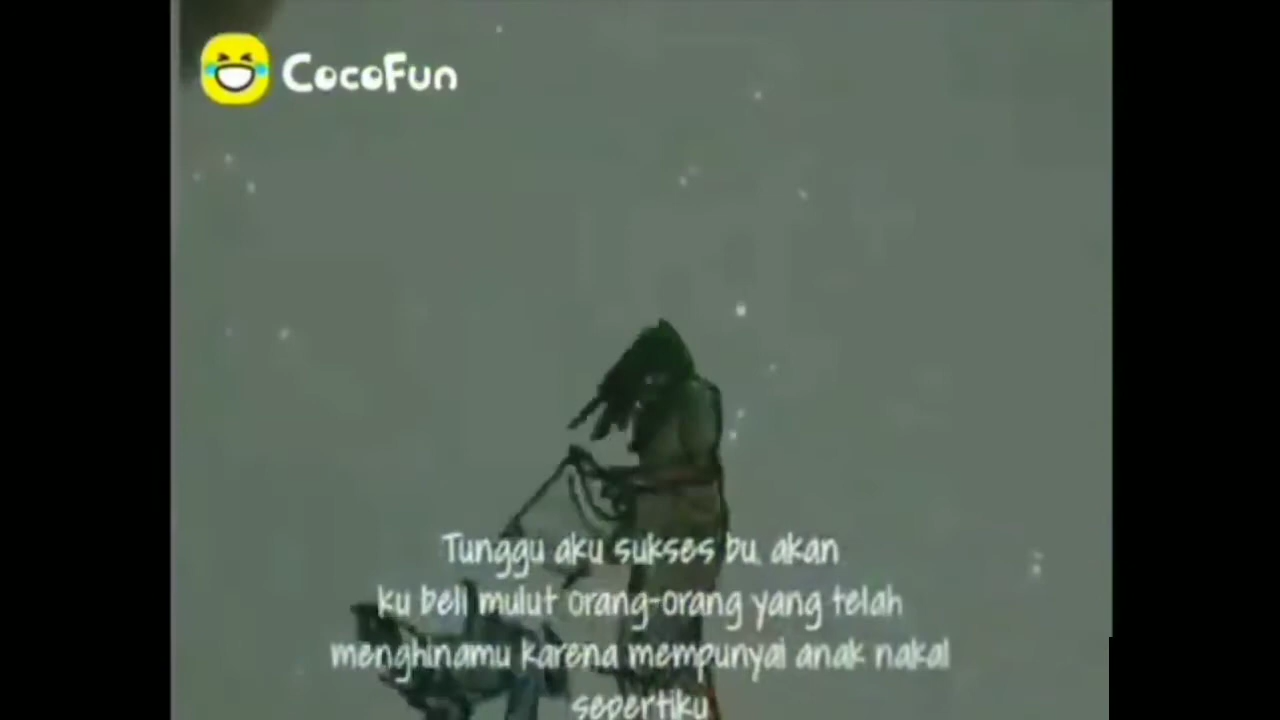 CocoFun
Tunggu aku sukses bu, akan
ku beli mulut orang-orang yang telah
menghinamu karena mempunyai anak nakal
sepertiku